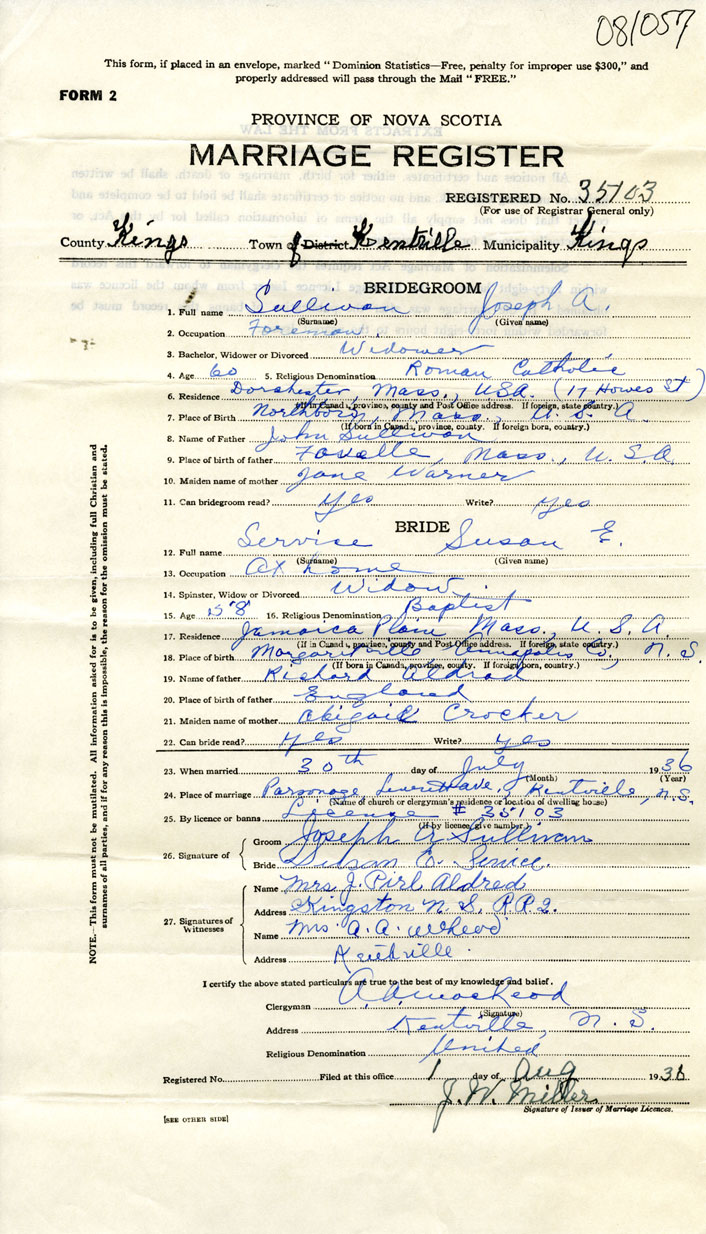 081057
This form, if placed in an envelope, marked "Dominion Statistics—Free, penalty for improper use $300," and
properly addressed will pass through the Mail "FREE."
FORM 2
PROVINCE OF NOVA SCOTIA
MARRIAGE REGISTER
REGISTERED No. 35103
(For use of Registrar General only)
County Kings Town of District Kentville Municipality Kings
BRIDEGROOM
1. Full name Sullivan Joseph A.
(Surname) (Given name)
2. Occupation Foreman
3. Bachelor, Widower or Divorced Widower
4. Age 60 5. Religious Denomination Roman Catholic
6. Residence Dorchester Mass., USA. (17 Howes St)
(If in Canada, province, county and Post Office address. If foreign, state country.)
7. Place of Birth Northboro, Mass., U.S.A.
(If born in Canada, province, county. If foreign born, country.)
8. Name of Father John Sullivan
9. Place of birth of father Mass., U.S.A.
10. Maiden name of mother Jane Warner
11. Can bridegroom read? Yes Write? Yes
BRIDE
12. Full name Service Susan E.
(Surname) (Given name)
13. Occupation At home
14. Spinster, Widow or Divorced Widow
15. Age 58 16. Religious Denomination Baptist
17. Residence Jamaica Plain Mass., U.S.A.
(If in Canada, province, county and Post Office address. If foreign, state country.)
18. Place of birth Margaretville Annapolis Co., N.S.
(If born in Canada, province, county. If foreign born, country.)
19. Name of father Richard Aldred
20. Place of birth of father England
21. Maiden name of mother Abigail Crocker
22. Can bride read? Yes Write? Yes
23. When married 30th day of July 1936
(Month) (Year)
24. Place of marriage Parsonage, Ave, Kentville, N.S.
(Name of church or clergyman's residence or location of dwelling house)
25. By licence or banns License # 35103
(If by licence give number)
26. Signature of
Groom Joseph A Sullivan
Bride Susan E. Service
27. Signatures of Witnesses
Name Mrs J. Pirl Aldred
Address Kingston N.S. R.R.2.
Name Mrs. A. A.
Address Kentville
I certify the above stated particulars are true to the best of my knowledge and belief.
Clergyman A.A. MacLeod
(Signature)
Address Kentville, N.S.
Religious Denomination United
Registered No. Filed at this office 1 day of Aug 1936
J. W. Miller
Signature of Issuer of Marriage Licences.
[SEE OTHER SIDE]
NOTE.—This form must not be mutilated. All information asked for is to be given, including full Christian and
surnames of all parties, and if for any reason this is impossible, the reason for the omission must be stated.